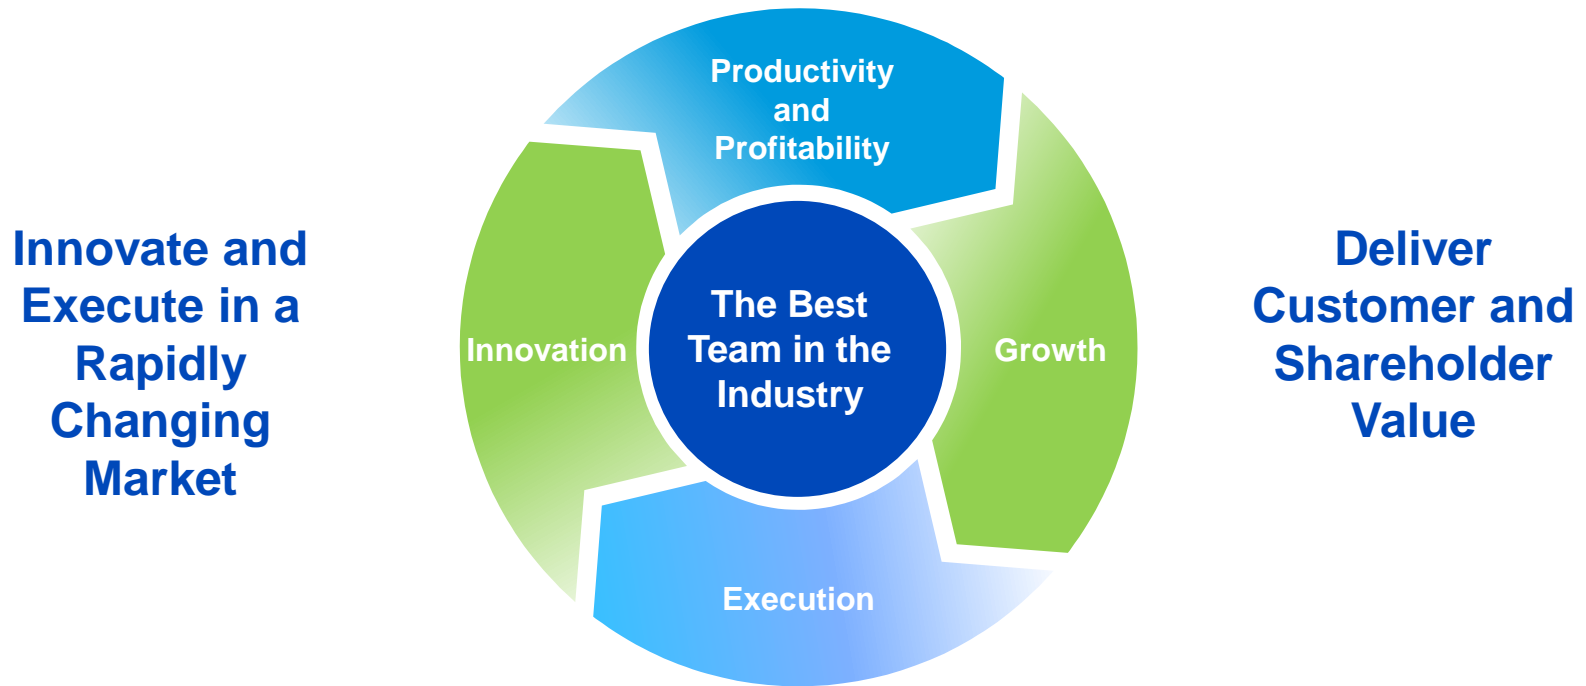 Innovate and
Execute in a
Rapidly
Changing
Market
Productivity
and
Profitability
Innovation
The Best
Team in the
Industry
Growth
Execution
Deliver
Customer and
Shareholder
Value